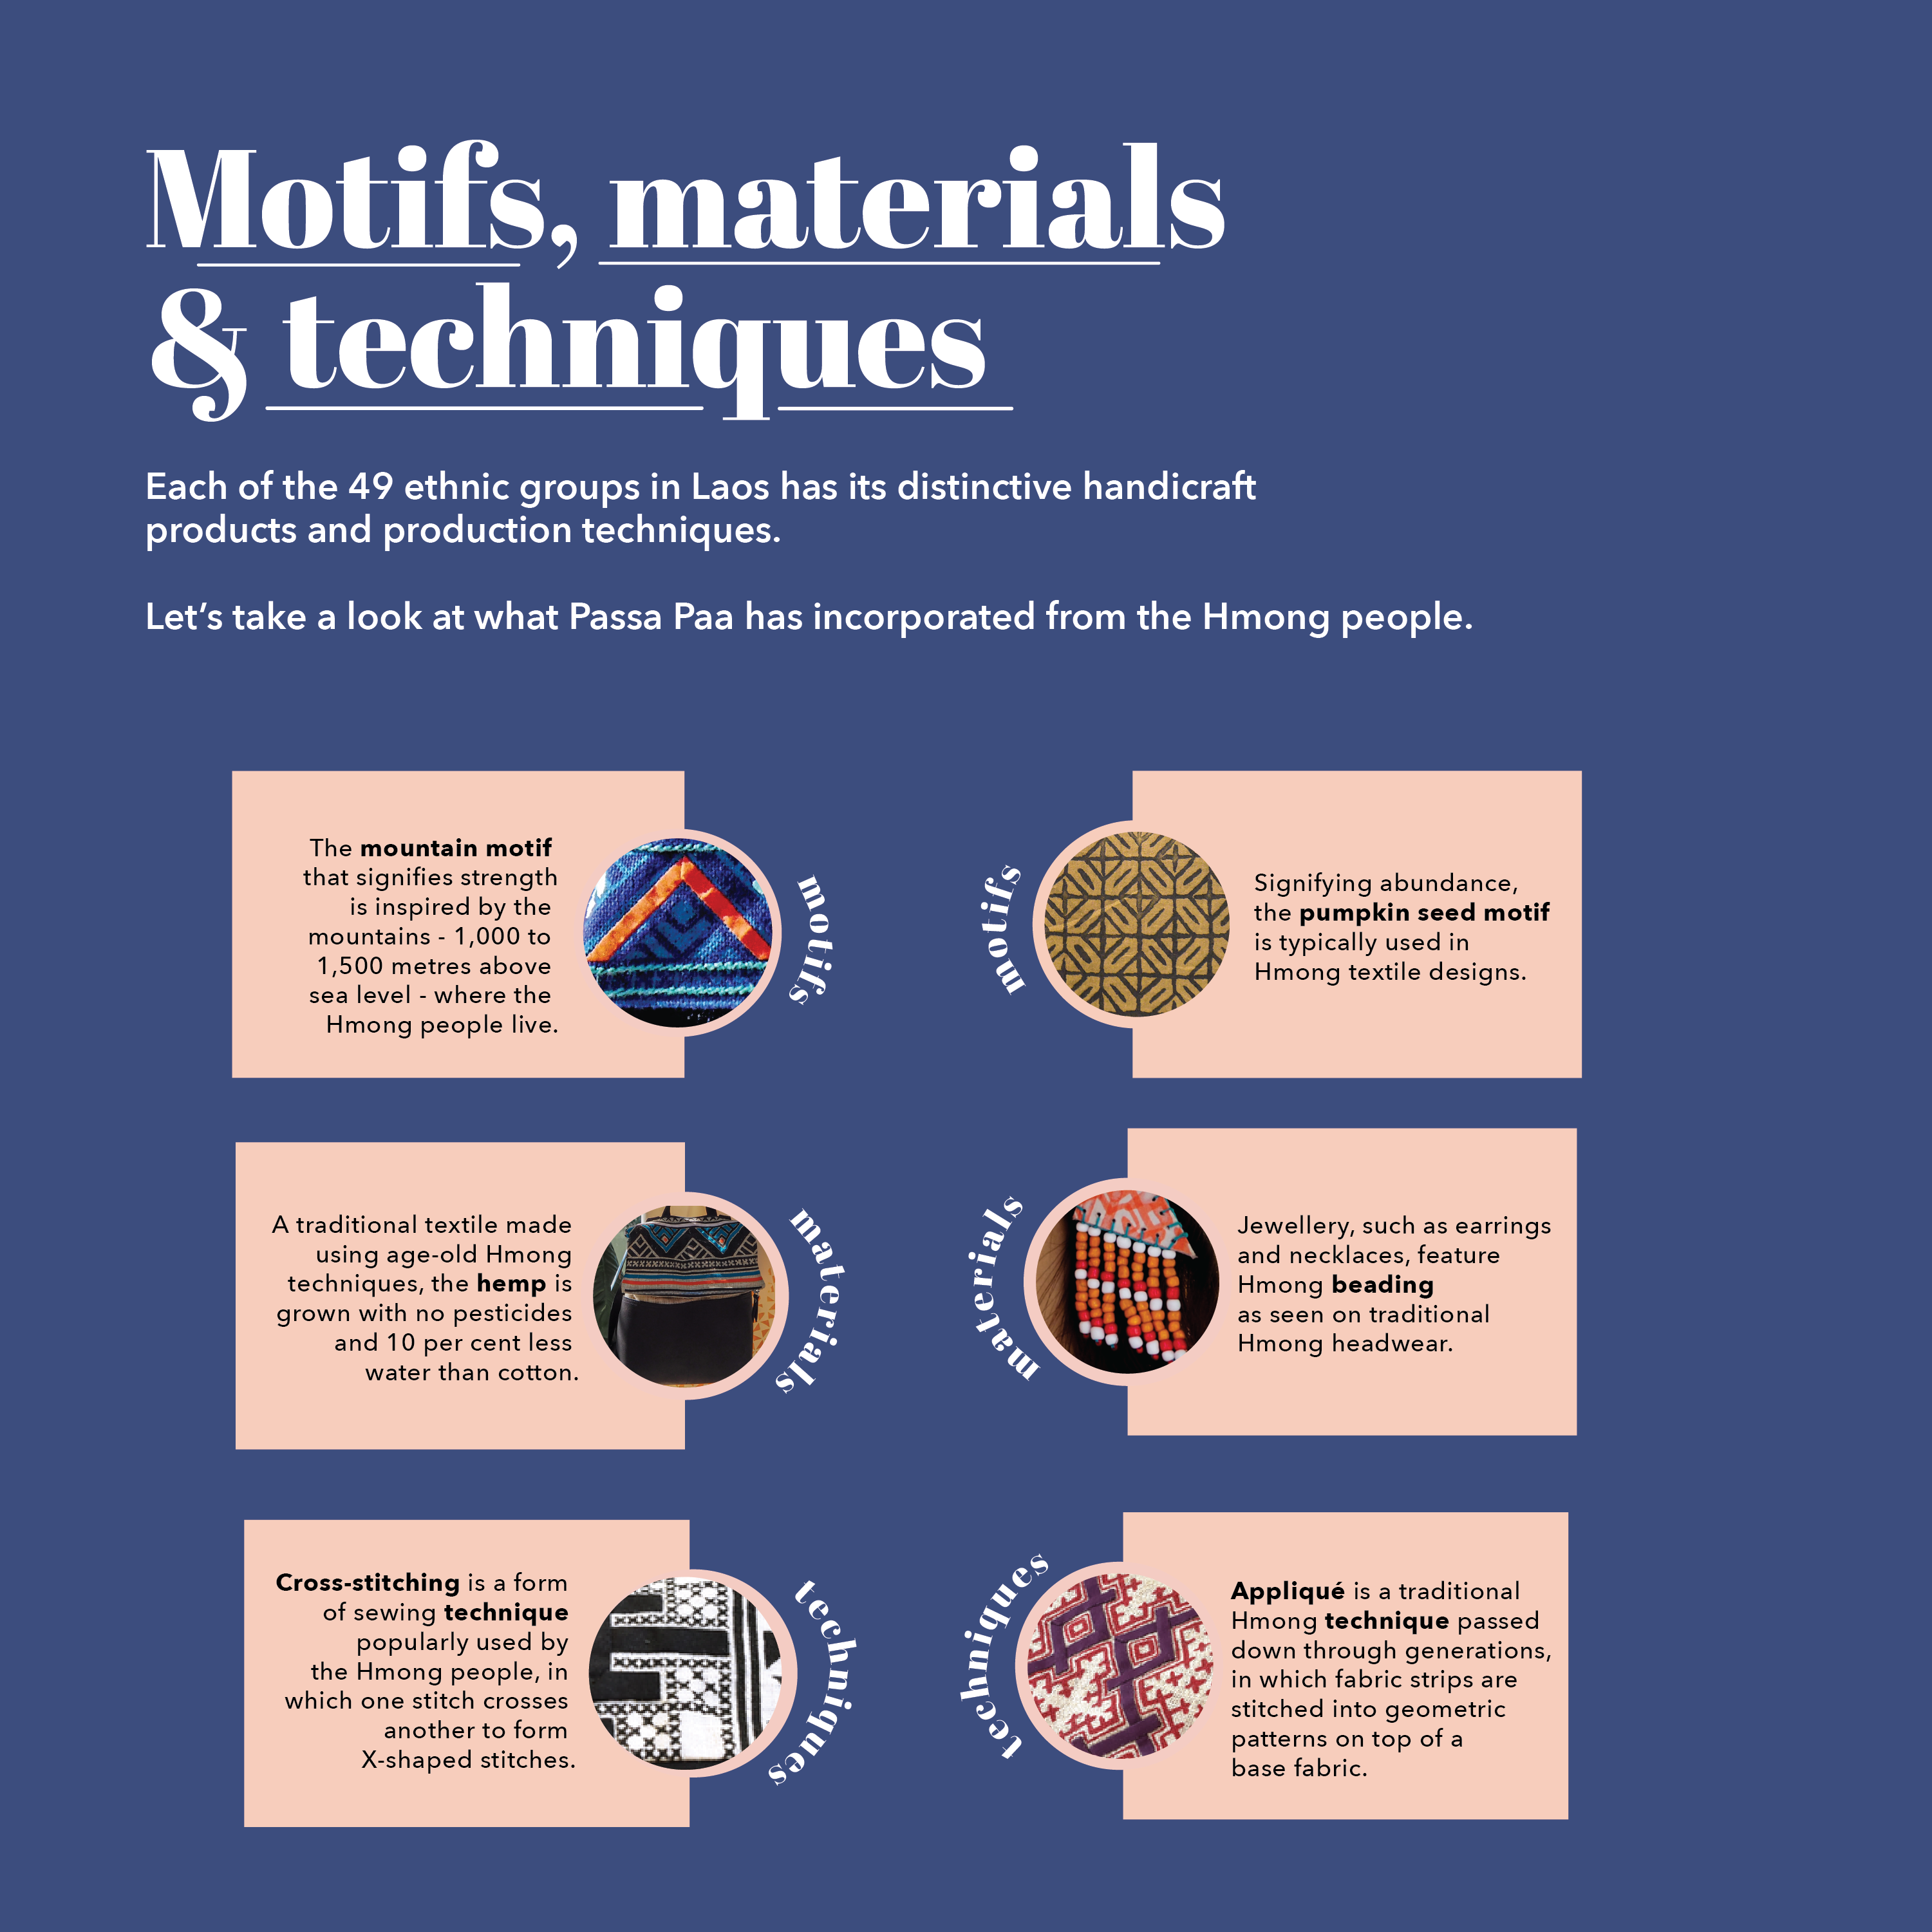 Motifs, materials
& techniques
Each of the 49 ethnic groups in Laos has its distinctive handicraft
products and production techniques.
Let’s take a look at what Passa Paa has incorporated from the Hmong people.
The mountain motif
that signifies strength
is inspired by the
mountains - 1,000 to
1,500 metres above
sea level - where the
Hmong people live.
motifs
motifs
Signifying abundance,
the pumpkin seed motif
is typically used in
Hmong textile designs.
A traditional textile made
using age-old Hmong
techniques, the hemp is
grown with no pesticides
and 10 per cent less
water than cotton.
materials
materials
Jewellery, such as earrings
and necklaces, feature
Hmong beading
as seen on traditional
Hmong headwear.
Cross-stitching is a form
of sewing technique
popularly used by
the Hmong people, in
which one stitch crosses
another to form
X-shaped stitches.
techniques
techniques
Appliqué is a traditional
Hmong technique passed
down through generations,
in which fabric strips are
stitched into geometric
patterns on top of a
base fabric.